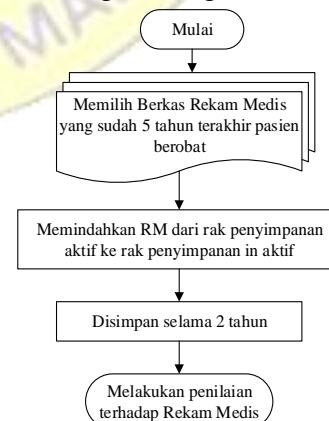 Mulai
Memilih Berkas Rekam Medis
yang sudah 5 tahun terakhir pasien
berobat
Memindahkan RM dari rak penyimpanan
aktif ke rak penyimpanan in aktif
Disimpan selama 2 tahun
Melakukan penilaian
terhadap Rekam Medis